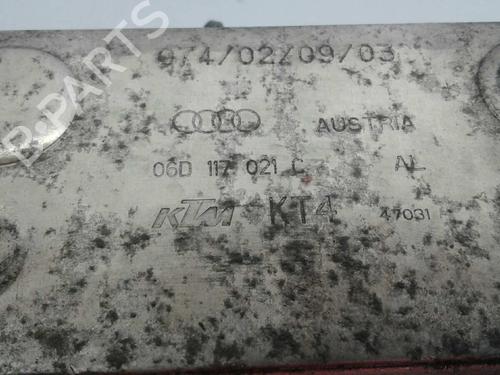 974/02/09/03
AUSTRIA
06D 117 021 C AL
KTM KT4 47031
B-PARTS